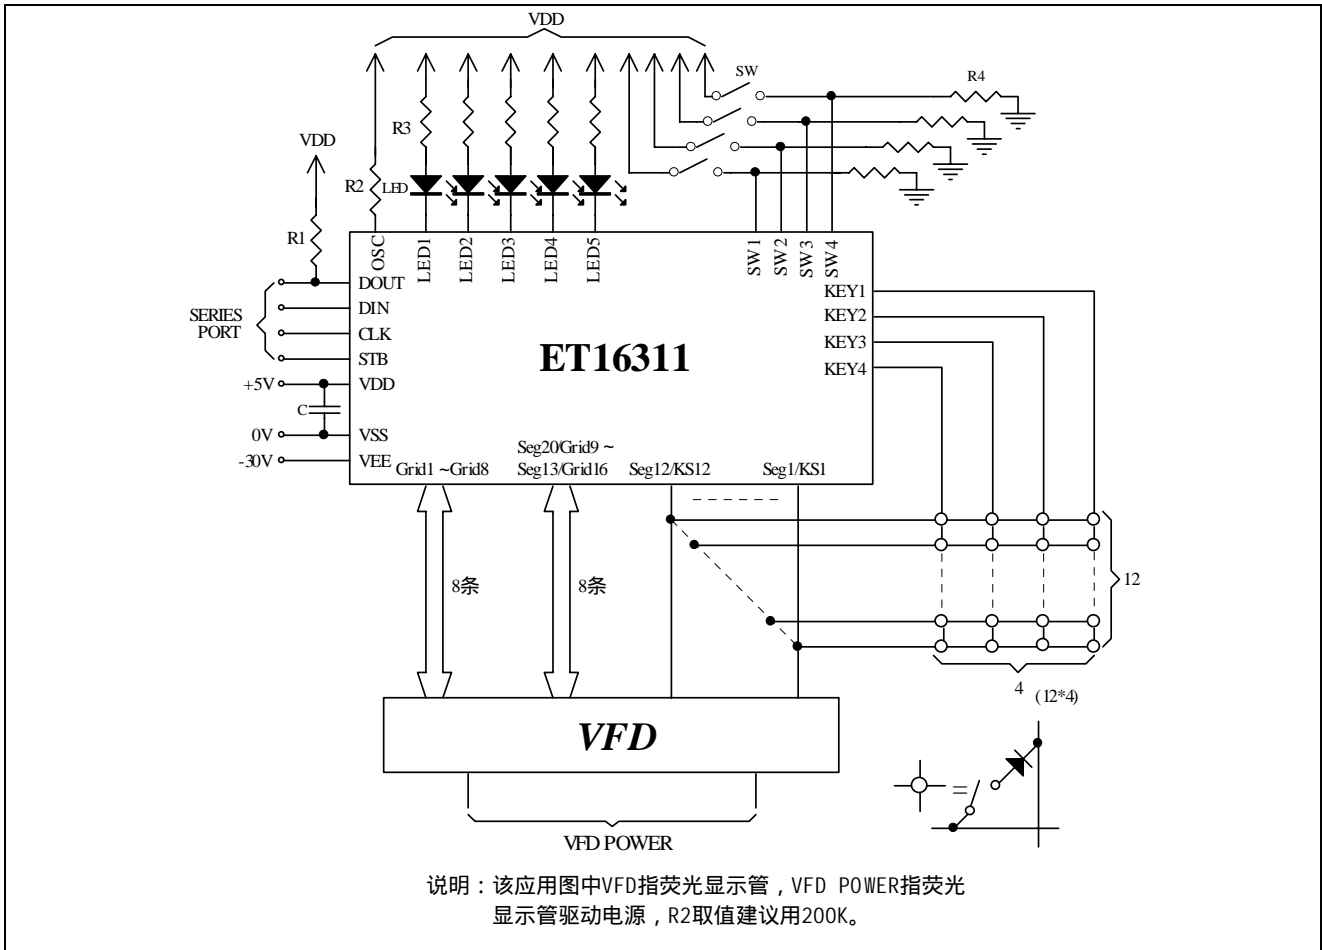 VDD
SW
R4
R3
VDD
R2
LED
R1
OSC
LED1
LED2
LED3
LED4
LED5
SW1
SW2
SW3
SW4
DOUT
DIN
CLK
STB
VDD
VSS
VEE
SERIES
PORT
+5V
C
0V
-30V
KEY1
KEY2
KEY3
KEY4
ET16311
Grid1 ~Grid8
Seg20/Grid9 ~
Seg13/Grid16
Seg12/KS12
Seg1/KS1
8条
8条
12
4
(12*4)
VFD
=
VFD POWER
说明：该应用图中VFD指荧光显示管，VFD POWER指荧光
显示管驱动电源，R2取值建议用200K。